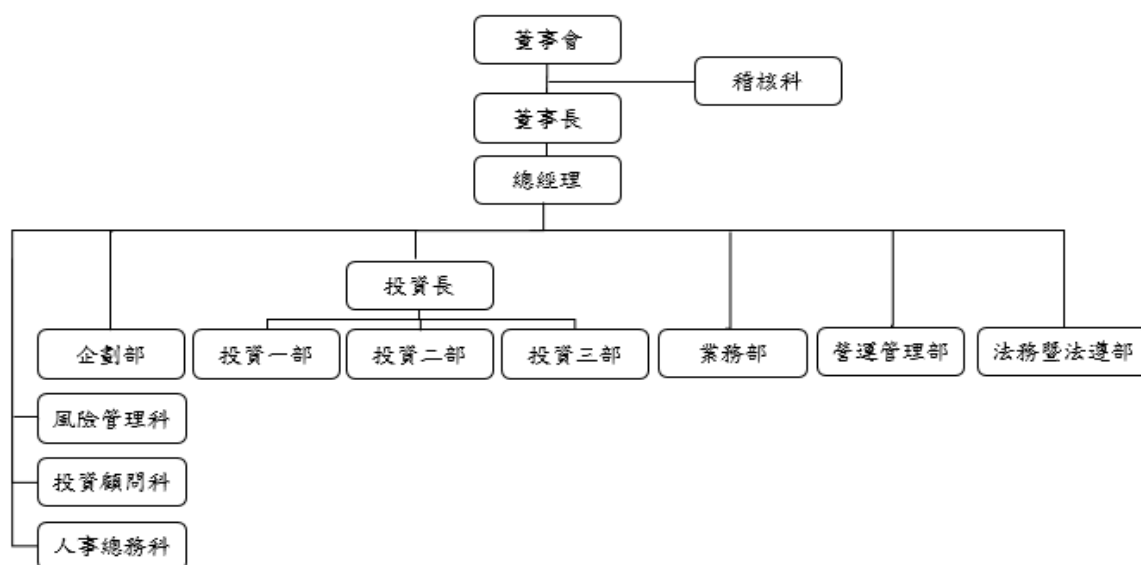 董事會
稽核科
董事長
總經理
投資長
企劃部
投資一部
投資二部
投資三部
業務部
營運管理部
法務暨法遵部
風險管理科
投資顧問科
人事總務科